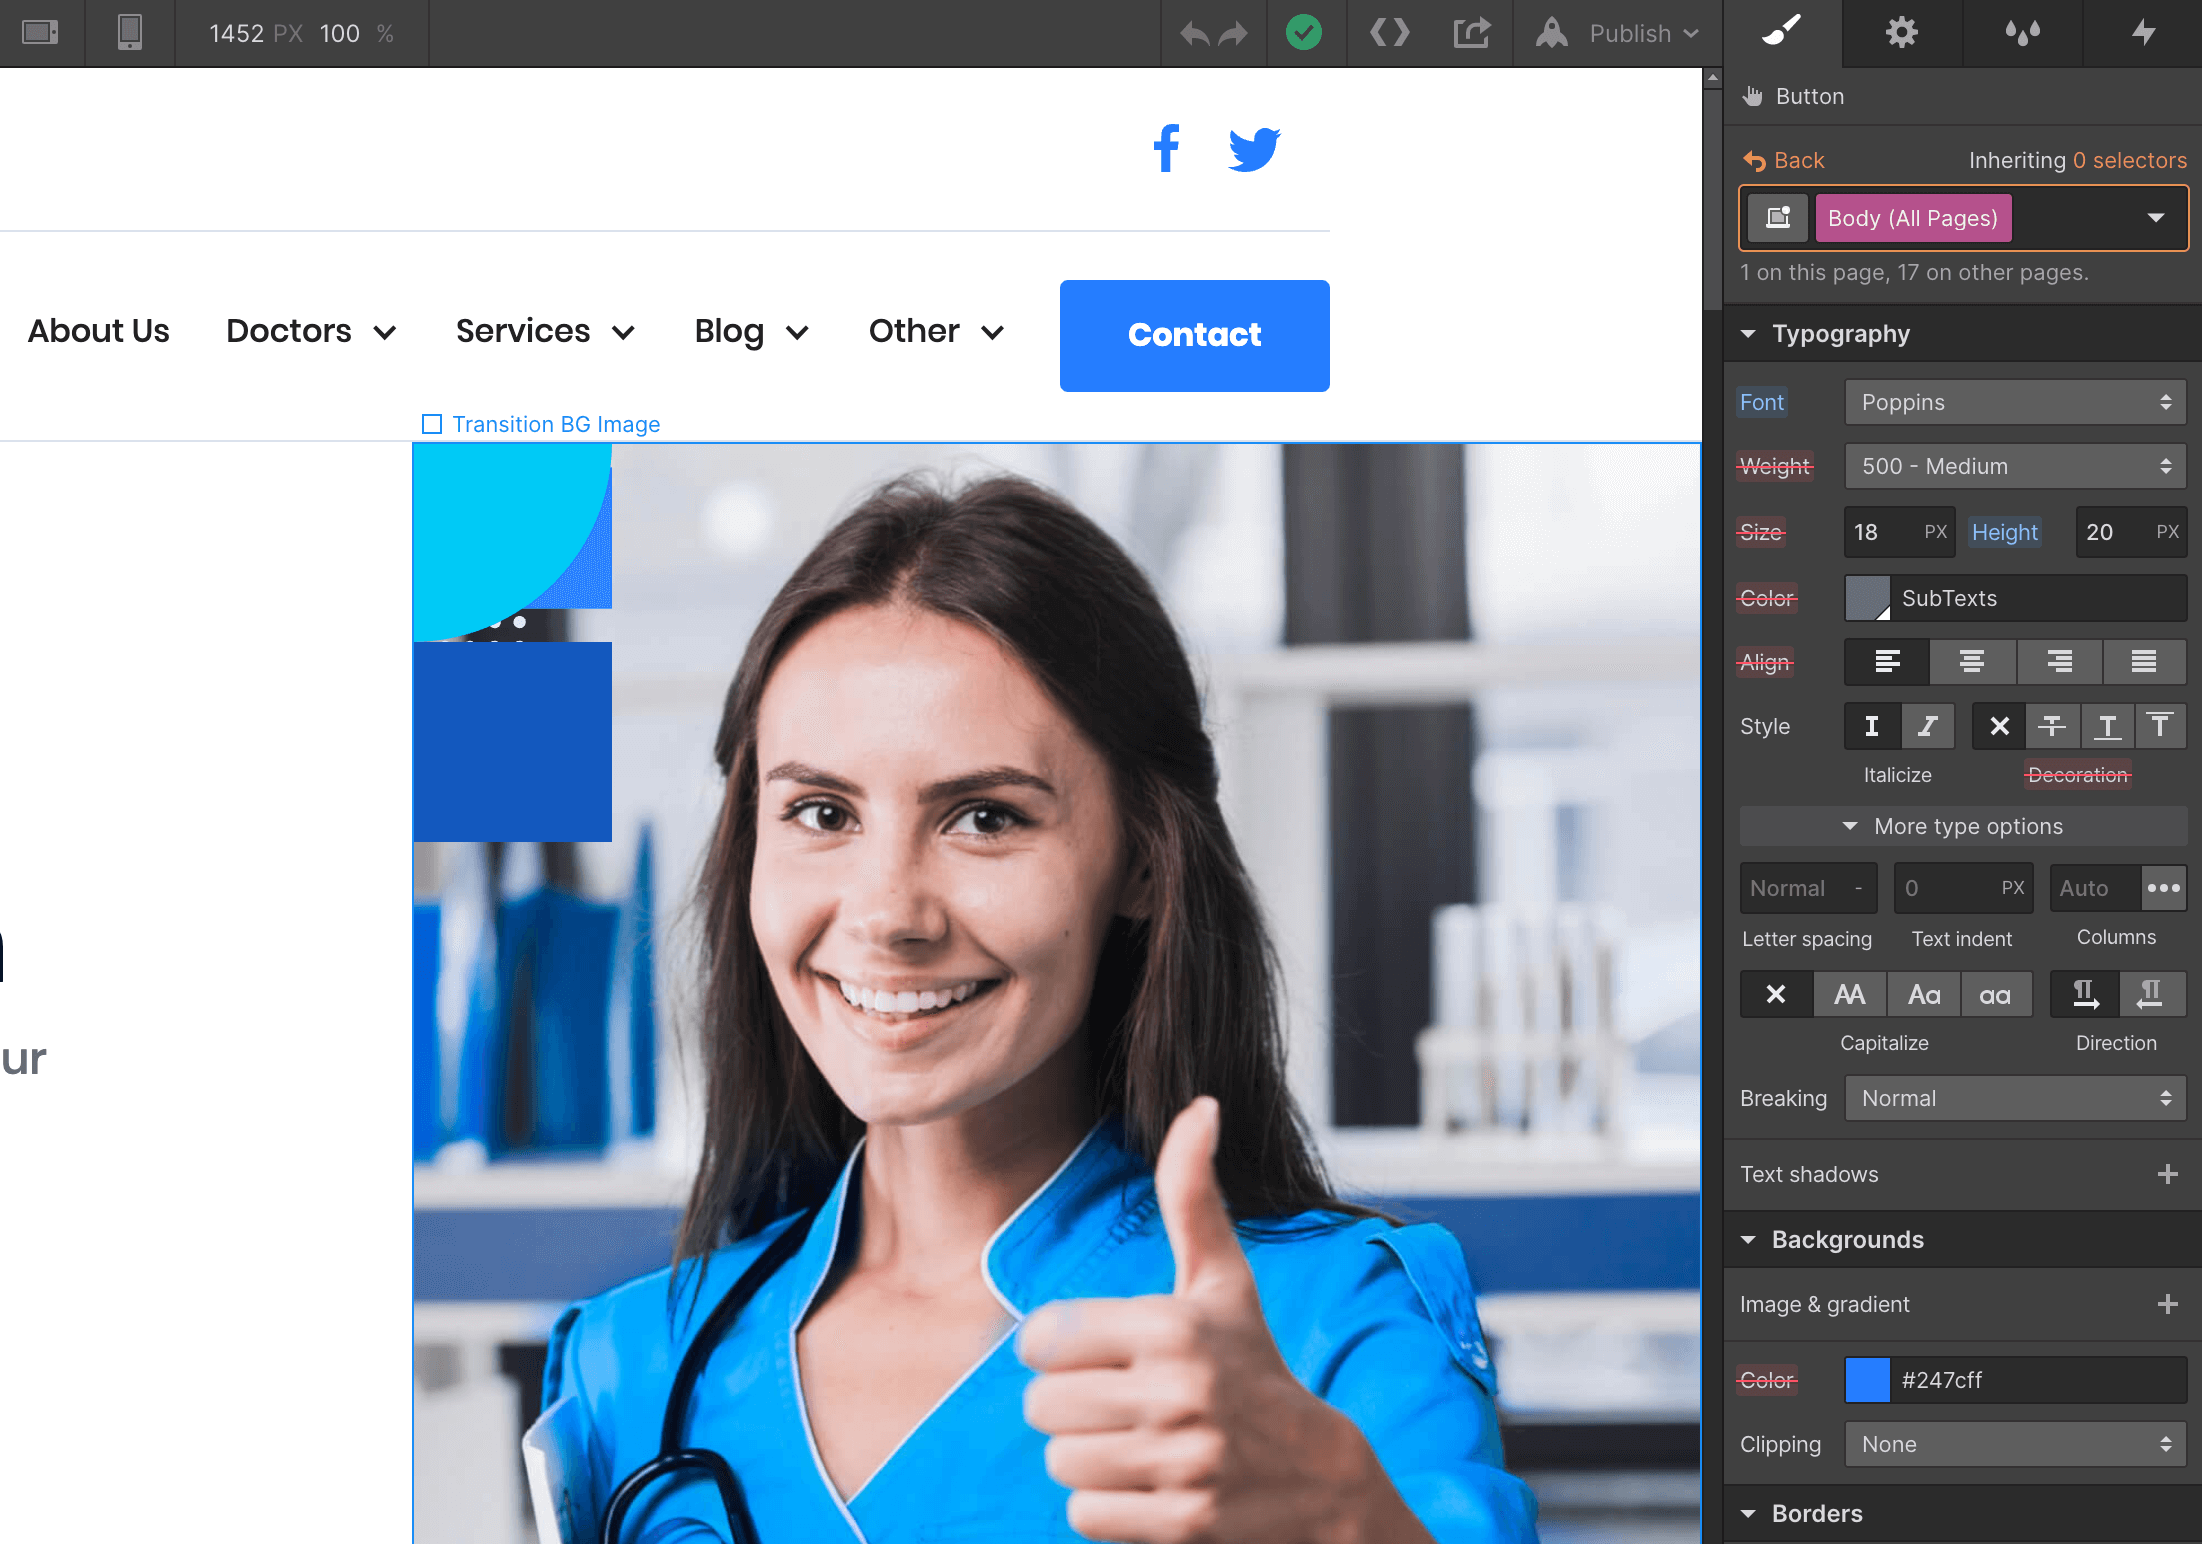 1452 PX 100 %
Publish
Button
Back Inheriting 0 selectors
Body (All Pages)
1 on this page, 17 on other pages.
About Us Doctors Services Blog Other Contact
Transition BG Image
ur
Typography
Font Poppins
Weight 500 - Medium
Size 18 PX Height 20 PX
Color SubTexts
Align
Style
Italicize Decoration
More type options
Normal - 0 PX Auto
Letter spacing Text indent Columns
AA Aa aa
Capitalize Direction
Breaking Normal
Text shadows
Backgrounds
Image & gradient
Color #247cff
Clipping None
Borders